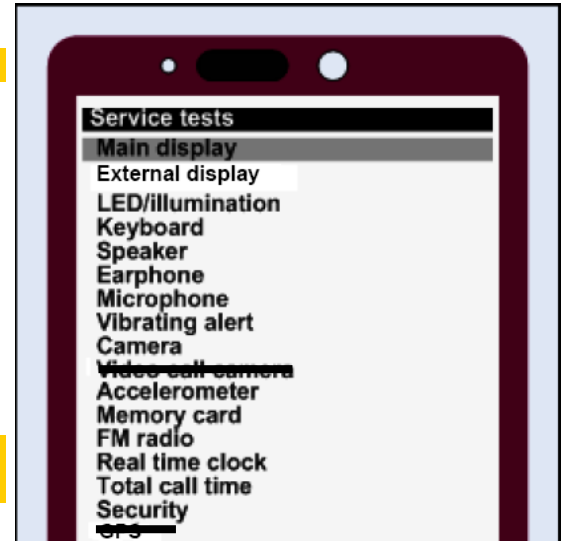 Service tests
Main display
External display
LED/illumination
Keyboard
Speaker
Earphone
Microphone
Vibrating alert
Camera
Video call camera
Accelerometer
Memory card
FM radio
Real time clock
Total call time
Security
GPS